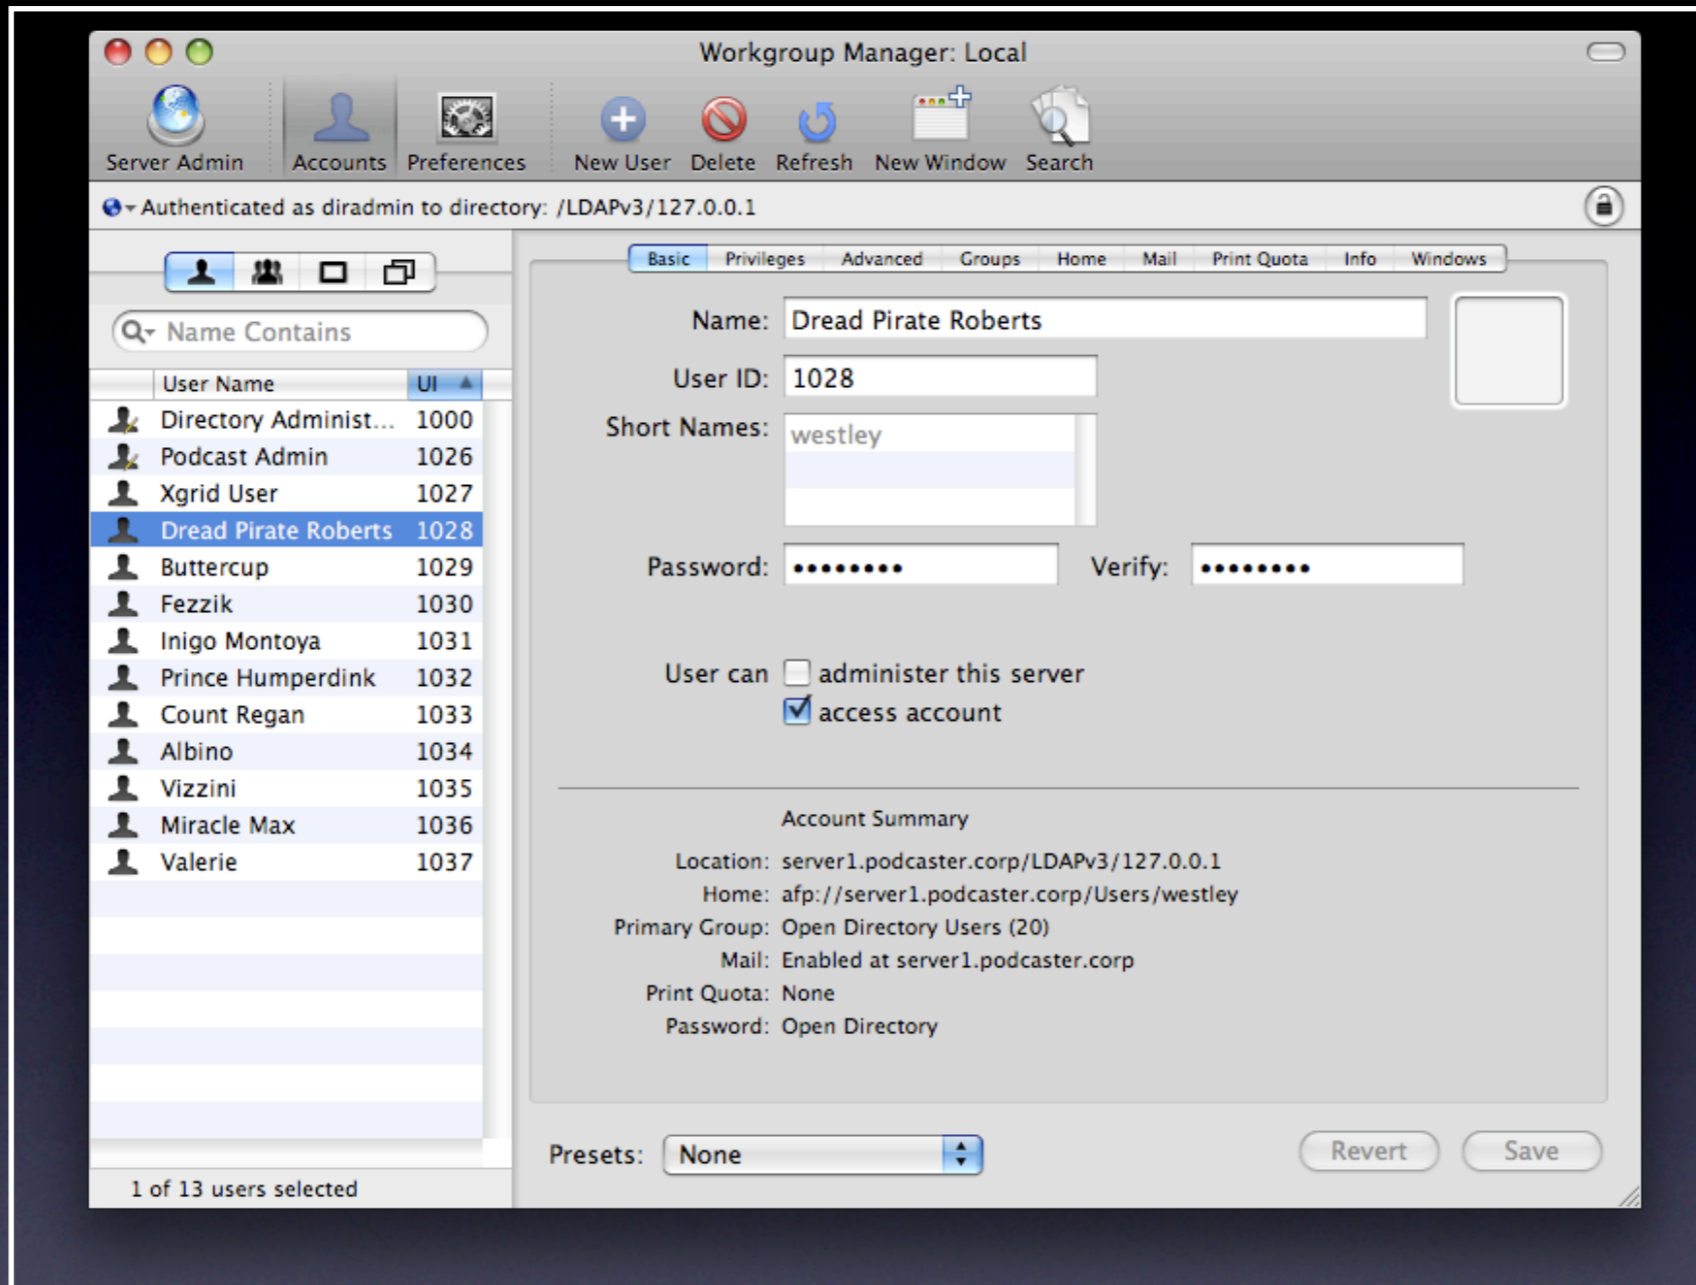 Workgroup Manager: Local
Server Admin Accounts Preferences New User Delete Refresh New Window Search
Authenticated as diradmin to directory: /LDAPv3/127.0.0.1
Basic Privileges Advanced Groups Home Mail Print Quota Info Windows
Name Contains
User Name UI
Directory Administ... 1000
Podcast Admin 1026
Xgrid User 1027
Dread Pirate Roberts 1028
Buttercup 1029
Fezzik 1030
Inigo Montoya 1031
Prince Humperdink 1032
Count Regan 1033
Albino 1034
Vizzini 1035
Miracle Max 1036
Valerie 1037
1 of 13 users selected
Name: Dread Pirate Roberts
User ID: 1028
Short Names: westley
Password: •••••••• Verify: ••••••••
User can administer this server
access account
Account Summary
Location: server1.podcaster.corp/LDAPv3/127.0.0.1
Home: afp://server1.podcaster.corp/Users/westley
Primary Group: Open Directory Users (20)
Mail: Enabled at server1.podcaster.corp
Print Quota: None
Password: Open Directory
Presets: None Revert Save